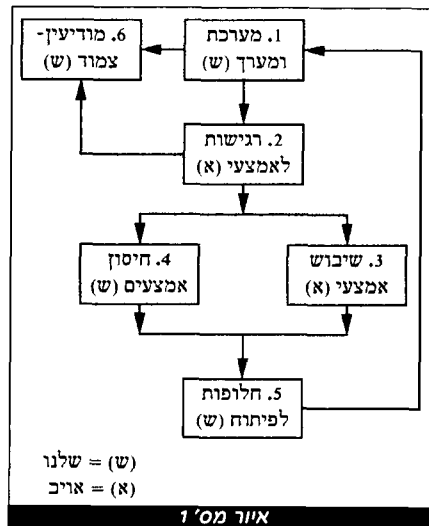 1. מערכת
ומערך (ש)
6. מודיעין-
צמוד (ש)
2. רגישות
לאמצעי (א)
3. שיבוש
אמצעי (א)
4. חיסון
אמצעים (ש)
5. חלופות
לפיתוח (ש)
(ש) = שלנו
(א) = אויב
איור מס' 1